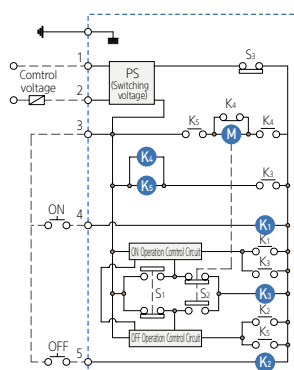 1
S3
Comtrol
voltage
PS
(Switching
voltage)
2
K4
3
K5
M
K4
K4
K5
K3
ON
4
K1
ON Operation Control Circuit
K1
K3
S1
S2
K3
K2
OFF Operation Control Circuit
K5
OFF
5
K2